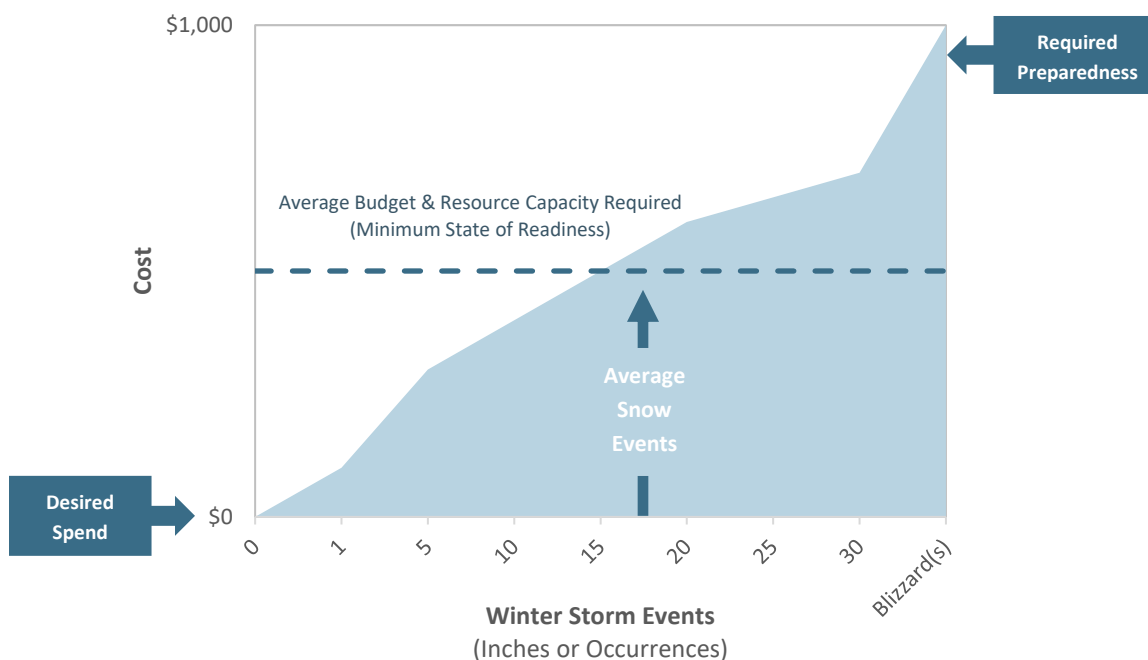 $1,000
Required
Preparedness
Average Budget & Resource Capacity Required
(Minimum State of Readiness)
Cost
Average
Snow
Events
Desired
Spend
$0
0
1
5
10
15
20
25
30
Blizzard(s)
Winter Storm Events
(Inches or Occurrences)